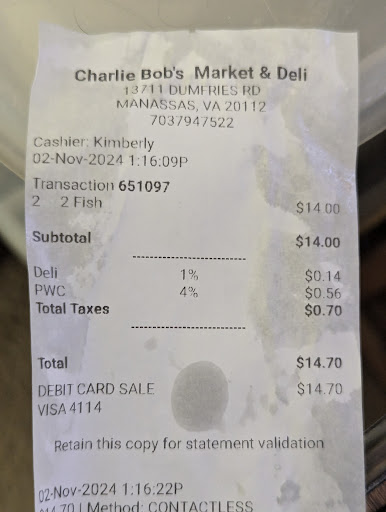 Charlie Bob's Market & Deli
13711 DUMFRIES RD
MANASSAS, VA 20112
7037947522
Cashier: Kimberly
02-Nov-2024 1:16:09P
Transaction 651097
2 2 Fish $14.00
Subtotal $14.00
Deli 1% $0.14
PWC 4% $0.56
Total Taxes $0.70
Total $14.70
DEBIT CARD SALE $14.70
VISA 4114
Retain this copy for statement validation
02-Nov-2024 1:16:22P
$14.70 | Method: CONTACTLESS